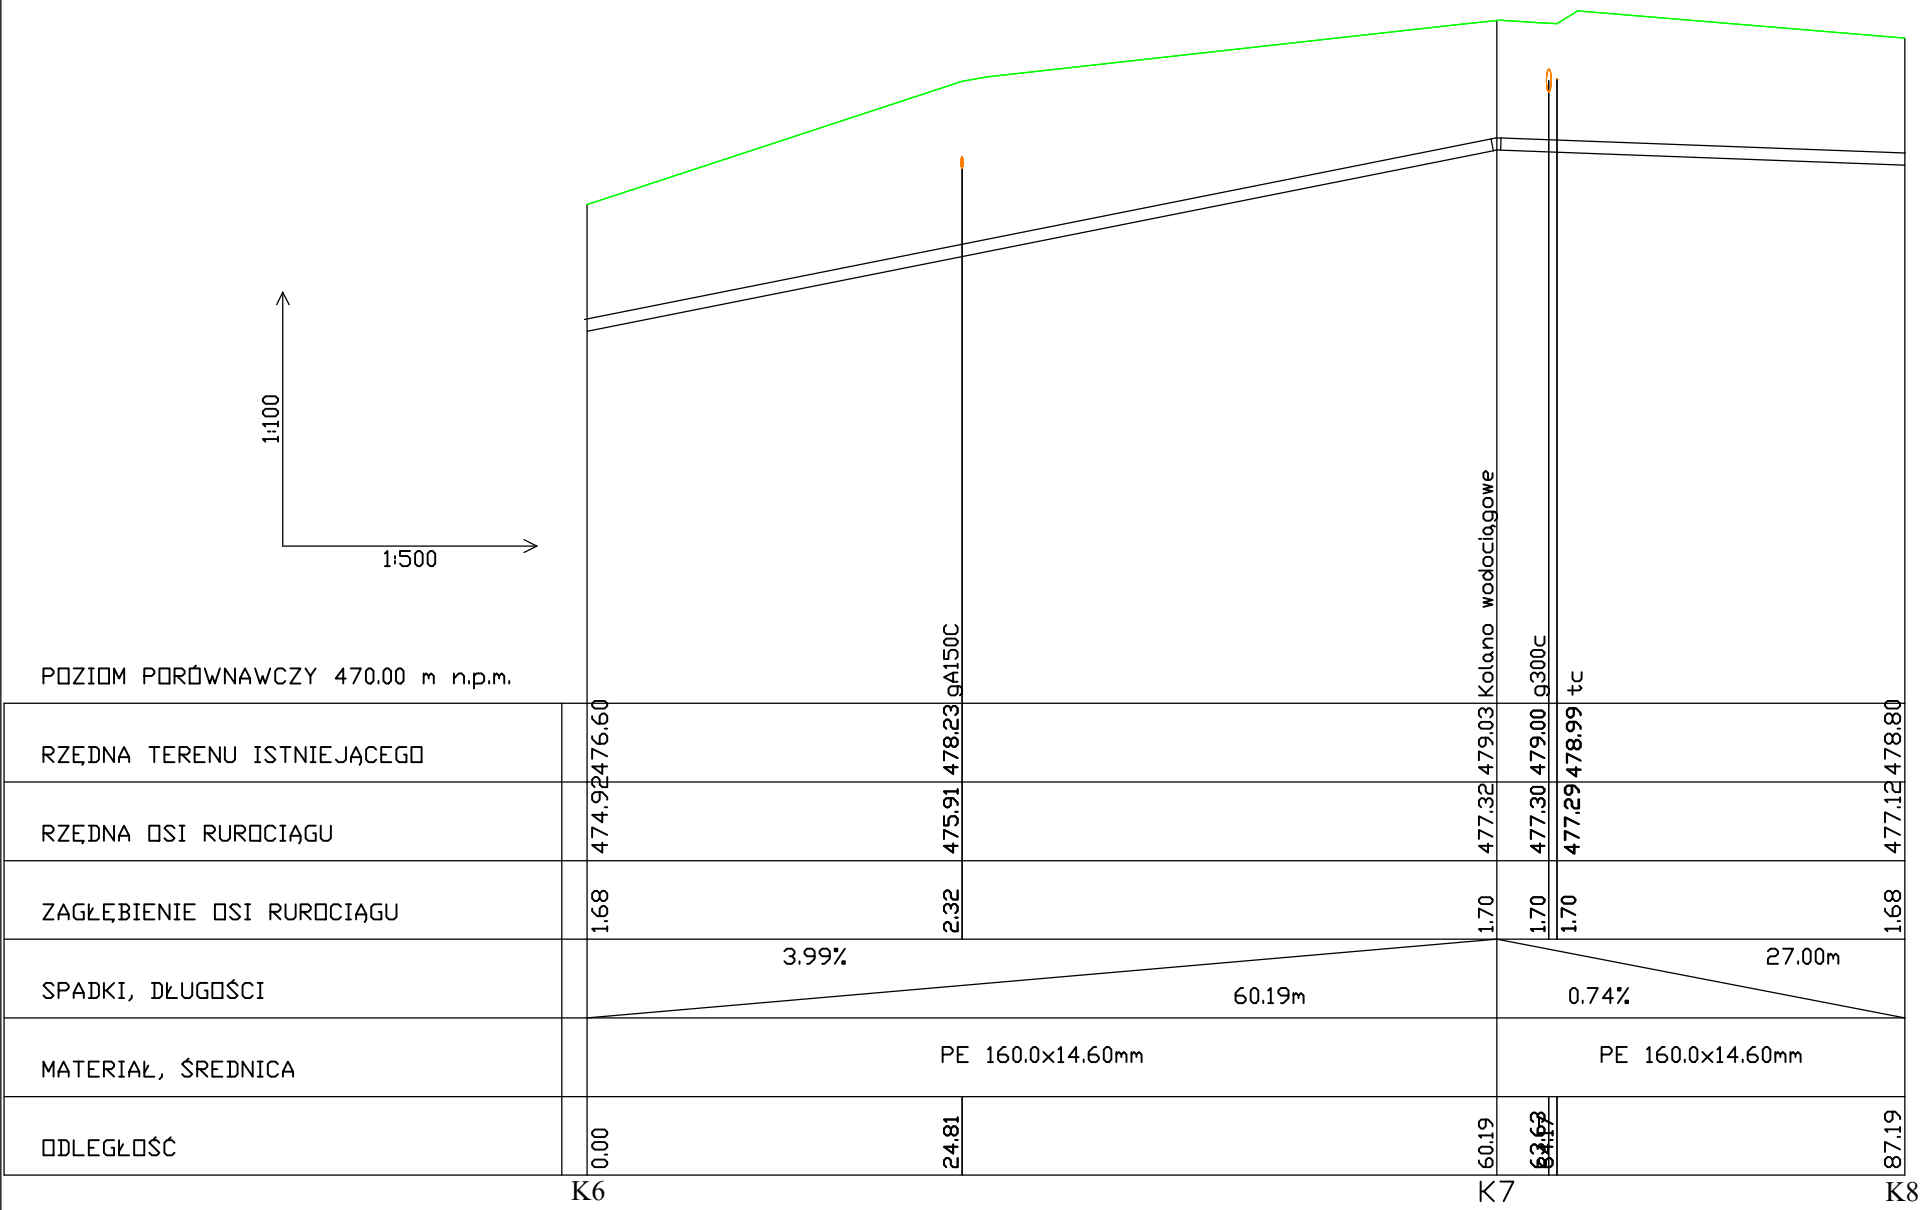 1:100
1:500
gA150C
Kolano wodociągowe
g300c
tc
POZIOM PORÓWNAWCZY 470.00 m n.p.m.
RZĘDNA TERENU ISTNIEJĄCEGO
476.60
478.23
479.03
479.00
478.99
478.80
RZĘDNA OSI RUROCIĄGU
474.92
475.91
477.32
477.30
477.29
477.12
ZAGŁĘBIENIE OSI RUROCIĄGU
1.68
2.32
1.70
1.70
1.70
1.68
SPADKI, DŁUGOŚCI
3.99%
60.19m
0.74%
27.00m
MATERIAŁ, ŚREDNICA
PE 160.0x14.60mm
PE 160.0x14.60mm
ODLEGŁOŚĆ
0.00
24.81
60.19
87.19
K6
K7
K8